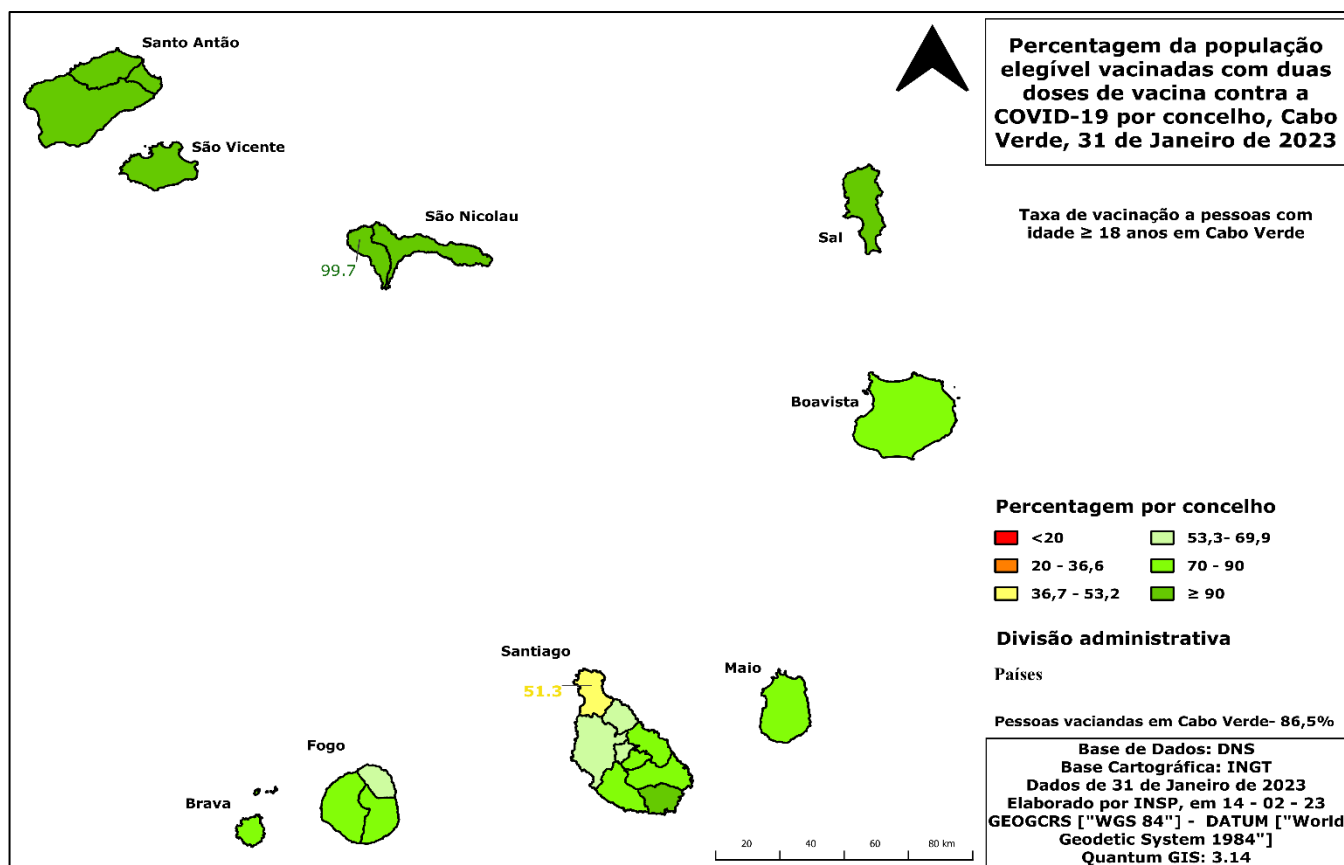 Santo Antão
São Vicente
São Nicolau
99.7
Sal
Boavista
Santiago
51.3
Maio
Fogo
Brava
Percentagem da população
elegível vacinadas com duas
doses de vacina contra a
COVID-19 por concelho, Cabo
Verde, 31 de Janeiro de 2023
Taxa de vacinação a pessoas com
idade ≥ 18 anos em Cabo Verde
Percentagem por concelho
<20
53,3- 69,9
20 - 36,6
70 - 90
36,7 - 53,2
≥ 90
Divisão administrativa
Países
Pessoas vaciandas em Cabo Verde- 86,5%
Base de Dados: DNS
Base Cartográfica: INGT
Dados de 31 de Janeiro de 2023
Elaborado por INSP, em 14 - 02 - 23
GEOGCRS ["WGS 84"] - DATUM ["World
Geodetic System 1984"]
Quantum GIS: 3.14
20 40 60 80 km